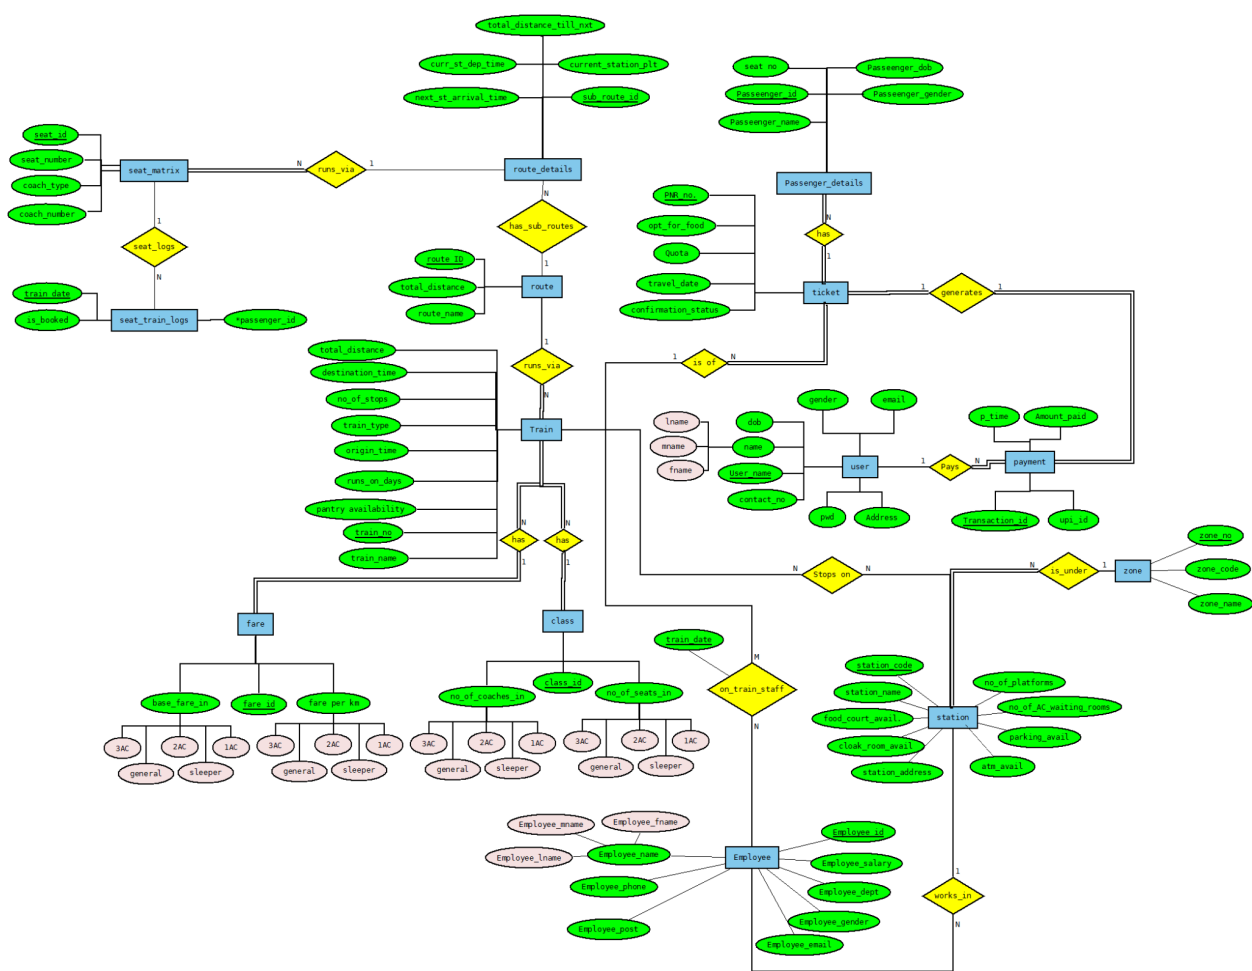 total_distance_till_nxt
curr_st_dep_time
current_station_plt
next_st_arrival_time
sub_route_id
seat no
Passeenger_dob
Passeenger_id
Passeenger_gender
Passeenger_name
seat_id
seat_number
coach_type
coach_number
seat_matrix
N
runs_via
1
route_details
Passenger_details
1
seat_logs
N
N
has_sub_routes
1
PNR_no.
opt_for_food
Quota
travel_date
confirmation_status
N
has
1
train_date
is_booked
seat_train_logs
*passenger_id
route ID
total_distance
route_name
route
ticket
1
generates
1
1
runs_via
N
1
is of
N
total_distance
destination_time
no_of_stops
train_type
origin_time
runs_on_days
pantry availability
train_no
train_name
Train
lname
mname
fname
dob
name
User_name
contact_no
gender
email
user
pwd
Address
1
Pays
N
p_time
Amount_paid
payment
Transaction_id
upi_id
N
has
1
N
has
1
N
Stops on
N
N
is_under
1
zone
zone_no
zone_code
zone_name
fare
class
base_fare_in
fare_id
fare per km
3AC
2AC
1AC
general
sleeper
3AC
2AC
1AC
general
sleeper
no_of_coaches_in
class_id
no_of_seats_in
3AC
2AC
1AC
general
sleeper
3AC
2AC
1AC
general
sleeper
train_date
M
on_train_staff
N
station_code
station_name
food_court_avail.
cloak_room_avail
station_address
station
no_of_platforms
no_of_AC_waiting_rooms
parking_avail
atm_avail
Employee_mname
Employee_fname
Employee_lname
Employee_name
Employee_phone
Employee_post
Employee
Employee_id
Employee_salary
Employee_dept
Employee_gender
Employee_email
1
works_in
N